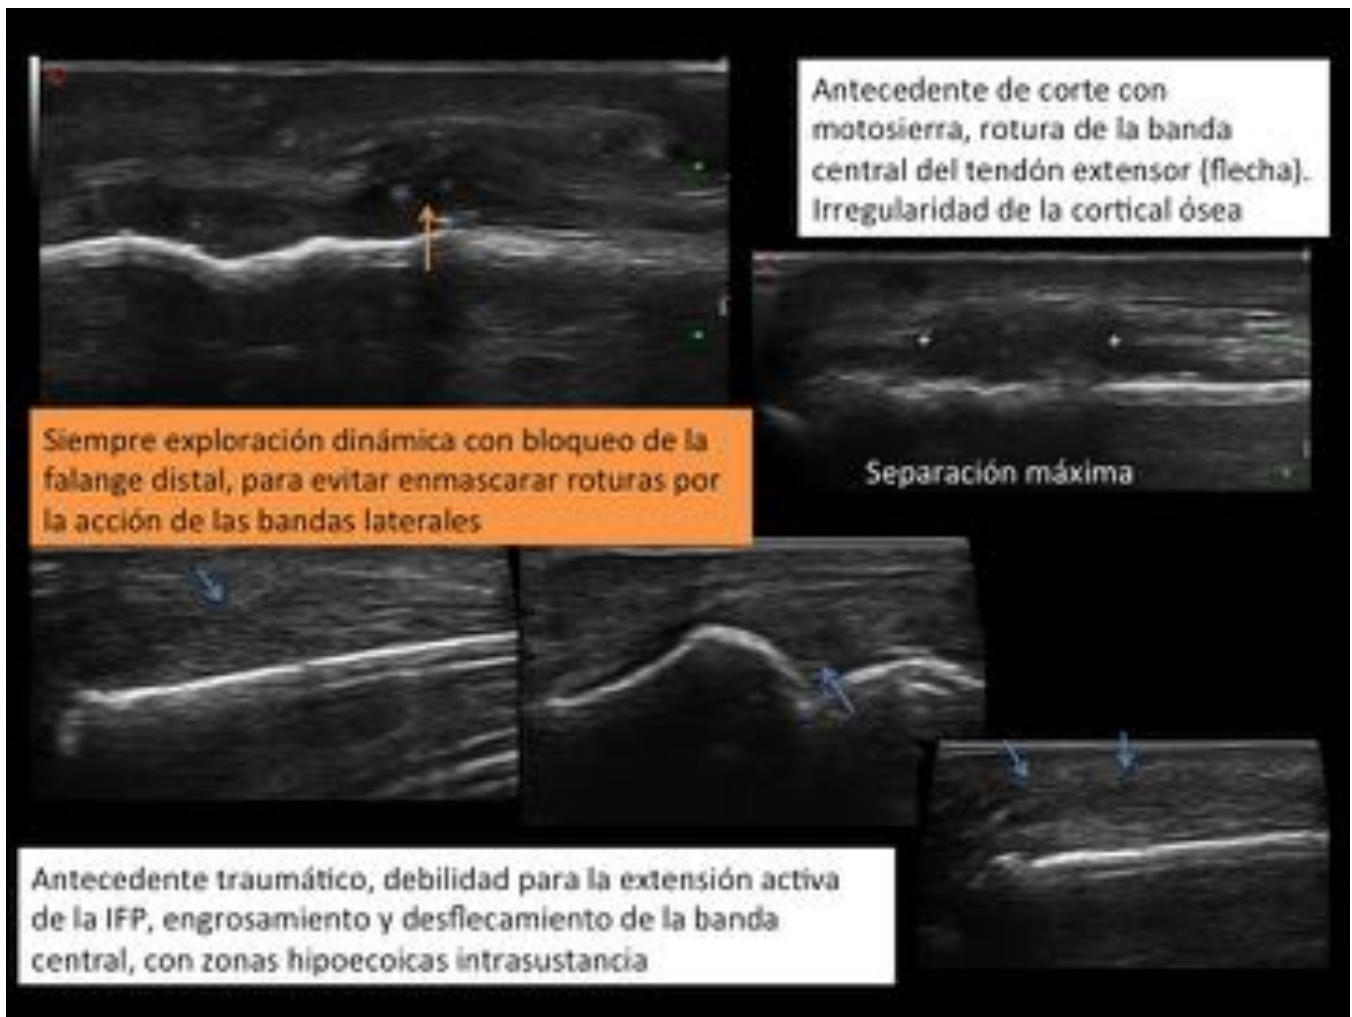 Antecedente de corte con
motosierra, rotura de la banda
central del tendón extensor (flecha).
Irregularidad de la cortical ósea
Separación máxima
Siempre exploración dinámica con bloqueo de la
falange distal, para evitar enmascarar roturas por
la acción de las bandas laterales
Antecedente traumático, debilidad para la extensión activa
de la IFP, engrosamiento y desflecamiento de la banda
central, con zonas hipoecoicas intrasustancia